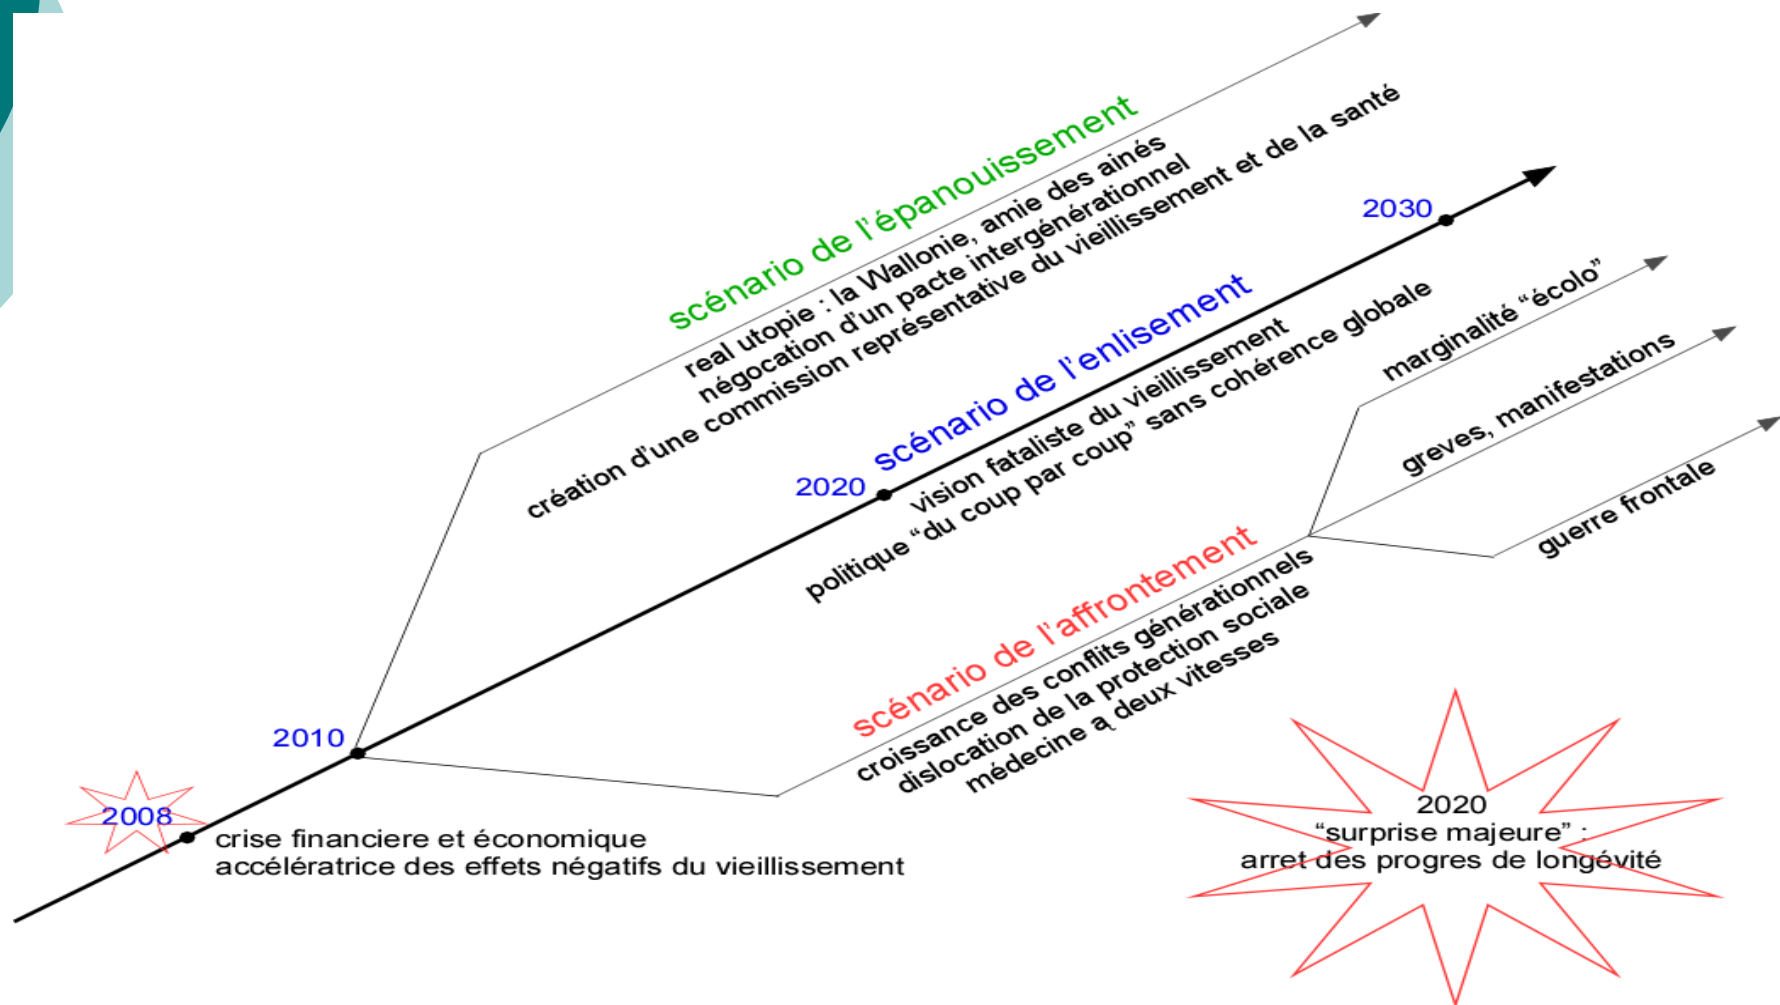 scénario de l'épanouissement
real utopie : la Wallonie, amie des ainés
négocation d'un pacte intergénérationnel
création d'une commission représentative du vieillissement et de la santé
2030
scénario de l'enlisement
2020
vision fataliste du vieillissement
politique “du coup par coup” sans cohérence globale
marginalité “écolo”
greves, manifestations
guerre frontale
scénario de l'affrontement
croissance des conflits générationnels
dislocation de la protection sociale
médecine ą deux vitesses
2010
2008
crise financiere et économique
accélératrice des effets négatifs du vieillissement
2020
“surprise majeure” :
arret des progres de longévité